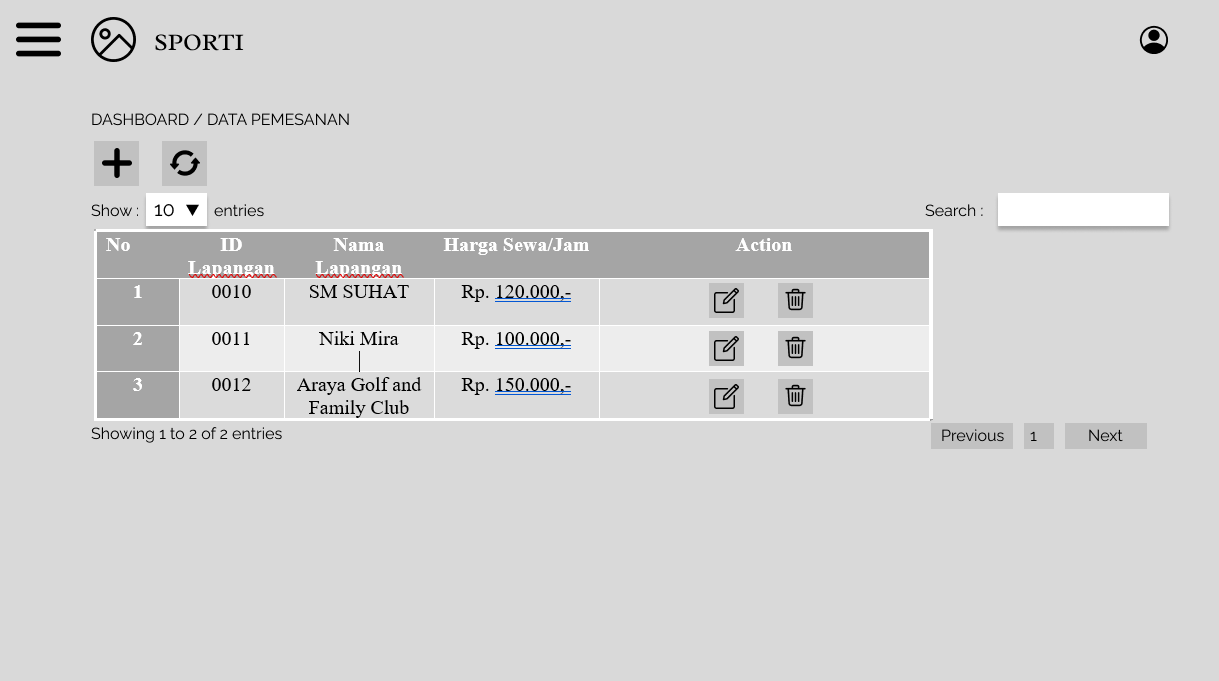 SPORTI
DASHBOARD / DATA PEMESANAN
Show : 10 ▼ entries
Search :
No ID Lapangan Nama Lapangan Harga Sewa/Jam Action
1 0010 SM SUHAT Rp. 120.000,-
2 0011 Niki Mira Rp. 100.000,-
3 0012 Araya Golf and Family Club Rp. 150.000,-
Showing 1 to 2 of 2 entries
Previous 1 Next